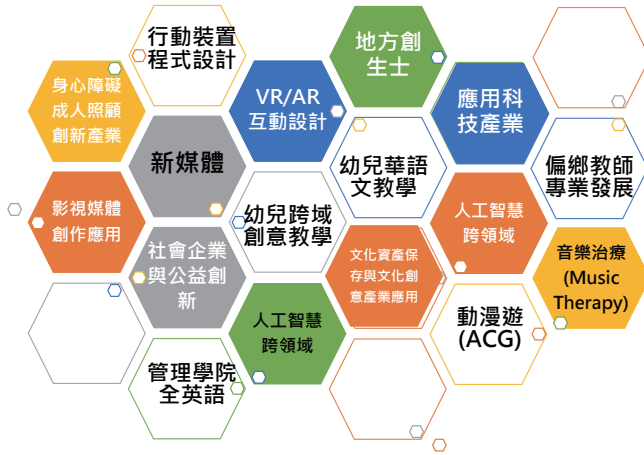 行動裝置
程式設計
地方創
生士
身心障礙
成人照顧
創新產業
VR/AR
互動設計
應用科
技產業
新媒體
幼兒華語
文教學
偏鄉教師
專業發展
影視媒體
創作應用
幼兒跨域
創意教學
人工智慧
跨領域
社會企業
與公益創
新
文化資產保
存與文化創
意產業應用
音樂治療
(Music
Therapy)
人工智慧
跨領域
動漫遊
(ACG)
管理學院
全英語